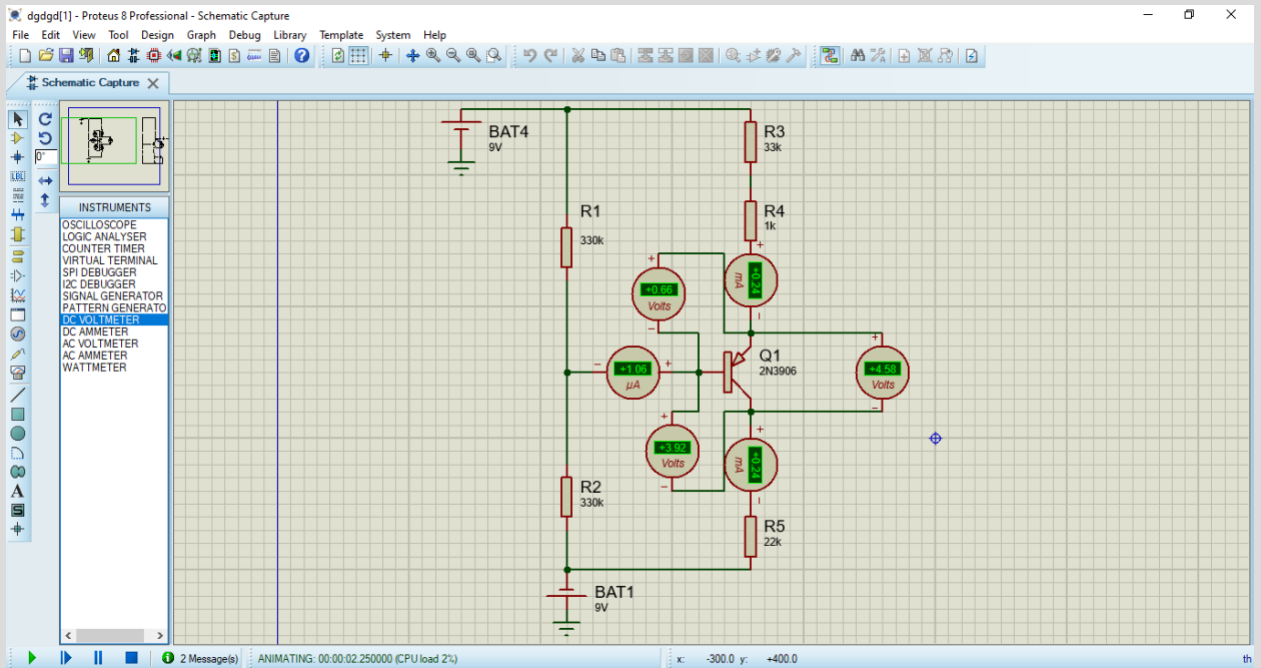 dgdgd[1] - Proteus 8 Professional - Schematic Capture
File Edit View Tool Design Graph Debug Library Template System Help
Schematic Capture
0°
LBL
INSTRUMENTS
OSCILLOSCOPE
LOGIC ANALYSER
COUNTER TIMER
VIRTUAL TERMINAL
SPI DEBUGGER
I2C DEBUGGER
SIGNAL GENERATOR
PATTERN GENERATO
DC VOLTMETER
DC AMMETER
AC VOLTMETER
AC AMMETER
WATTMETER
A
S
BAT4
9V
R3
33k
R1
330k
R4
1k
+
+0.24
mA
+
+0.66
Volts
−
−
+1.06
µA
+
Q1
2N3906
+
+4.58
Volts
−
+
+3.92
Volts
−
+
+0.24
mA
R2
330k
R5
22k
BAT1
9V
2 Message(s)
ANIMATING: 00:00:02.250000 (CPU load 2%)
x: -300.0 y: +400.0
th